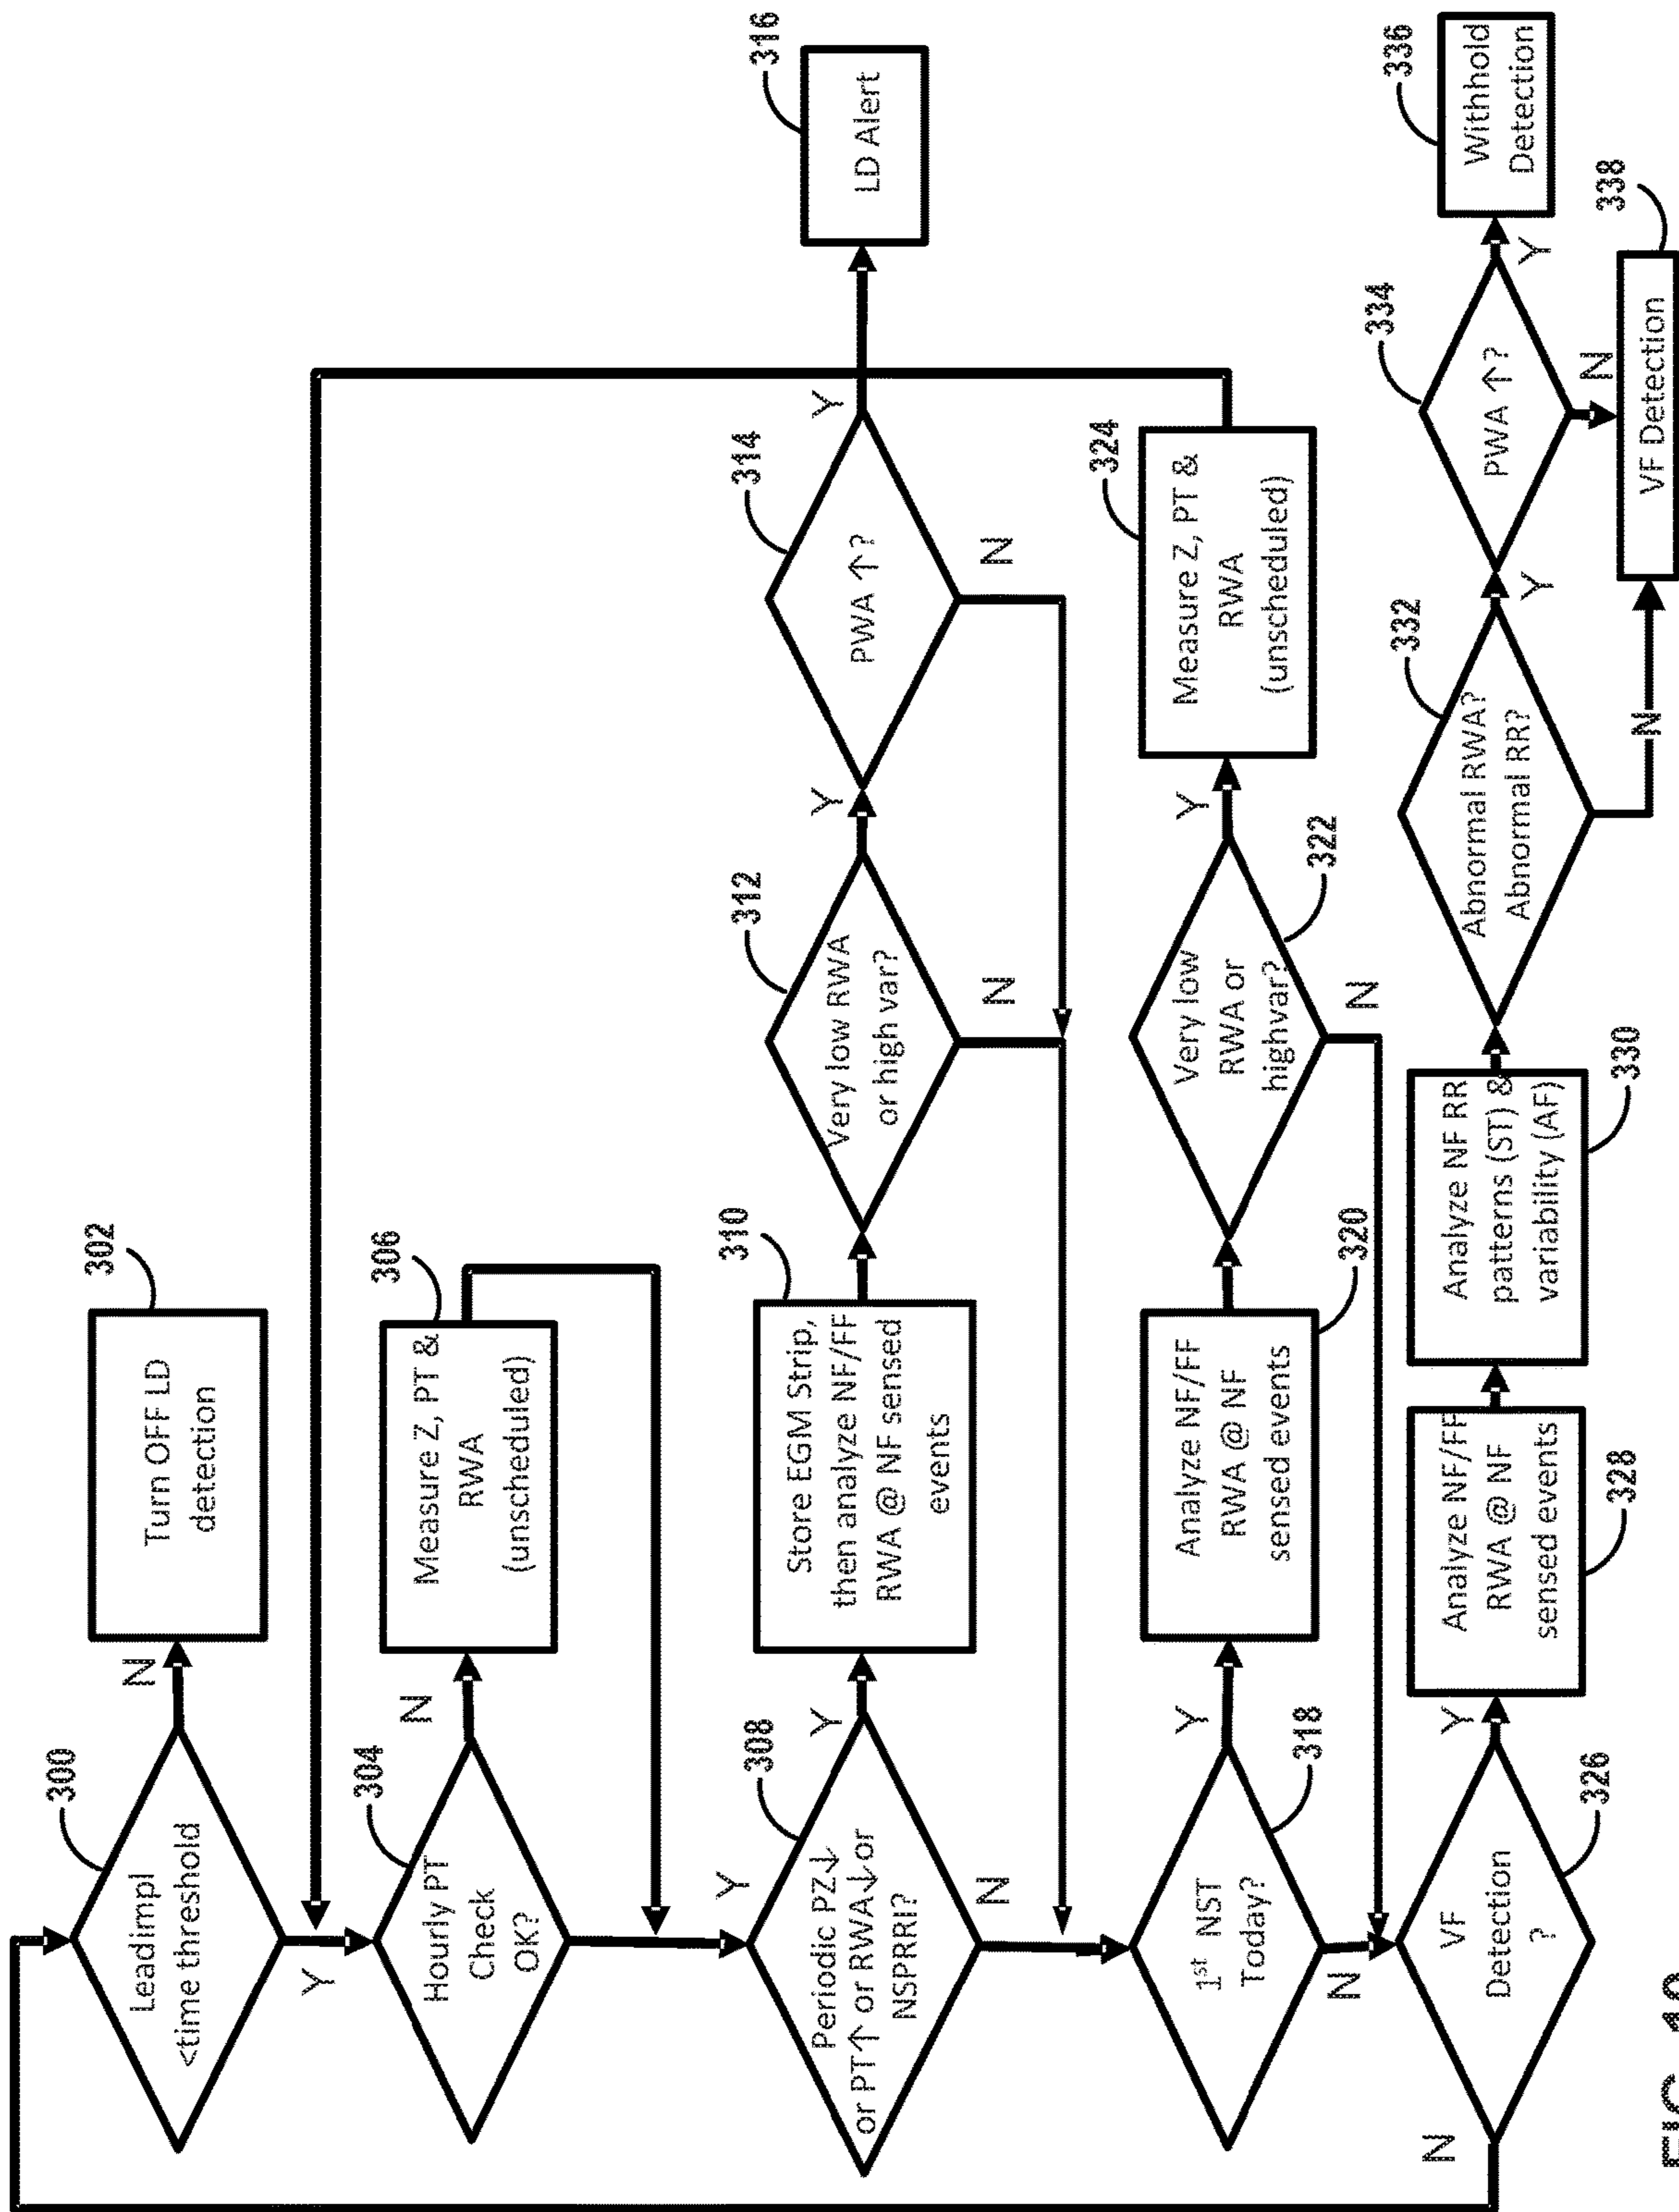 300
Leadimpl
<time threshold
N
302
Turn OFF LD
detection
Y
304
Hourly PT
Check
OK?
N
306
Measure Z, PT &
RWA
(unscheduled)
Y
308
Periodic PZ↓
or PT↑ or RWA↓or
NSPRRI?
Y
N
310
Store EGM Strip,
then analyze NF/FF
RWA @ NF sensed
events
312
Very low RWA
or high var?
Y
N
314
PWA ↑?
Y
N
316
LD Alert
318
1st NST
Today?
Y
N
320
Analyze NF/FF
RWA @ NF
sensed events
322
Very low
RWA or
highvar?
Y
N
324
Measure Z, PT &
RWA
(unscheduled)
326
VF
Detection
?
N
Y
328
Analyze NF/FF
RWA @ NF
sensed events
330
Analyze NF RR
patterns (ST) &
variability (AF)
332
Abnormal RWA?
Abnormal RR?
Y
N
334
PWA ↑?
Y
N
336
Withhold
Detection
338
VF Detection
FIG.